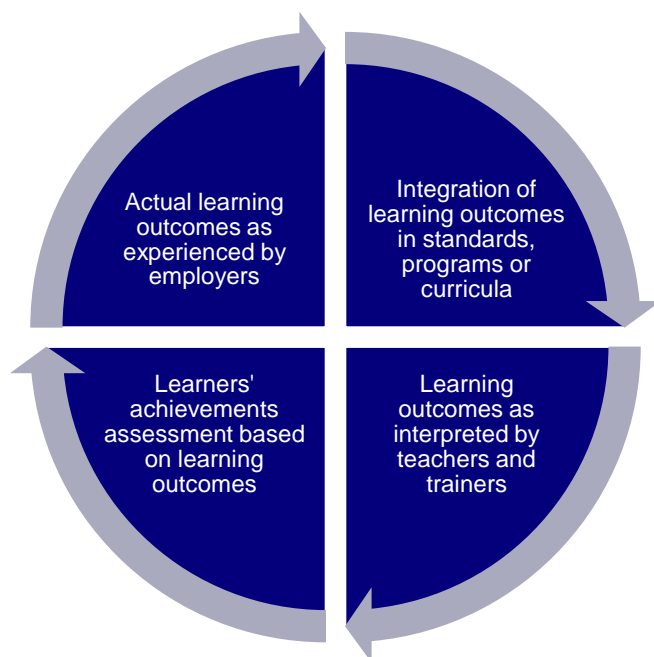 Actual learning
outcomes as
experienced by
employers
Integration of
learning outcomes
in standards,
programs or
curricula
Learners'
achievements
assessment based
on learning
outcomes
Learning
outcomes as
interpreted by
teachers and
trainers